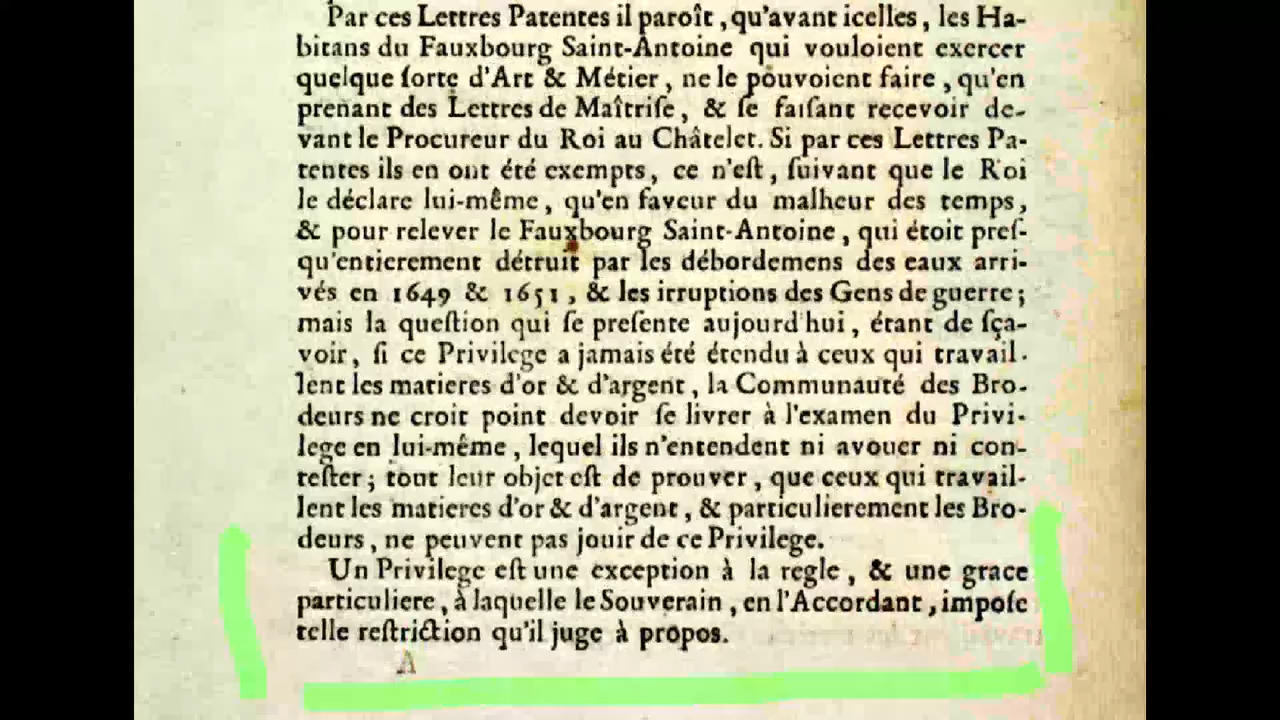 Par ces Lettres Patentes il paroît, qu'avant icelles, les Ha-
bitans du Fauxbourg Saint-Antoine qui vouloient exercer
quelque ſorte d'Art & Métier, ne le pouvoient faire, qu'en
prenant des Lettres de Maîtriſe, & ſe faiſant recevoir de-
vant le Procureur du Roi au Châtelet. Si par ces Lettres Pa-
tentes ils en ont été exempts, ce n'eſt, ſuivant que le Roi
le déclare lui-même, qu'en faveur du malheur des temps,
& pour relever le Fauxbourg Saint-Antoine, qui étoit preſ-
qu'entierement détruit par les débordemens des eaux arri-
vés en 1649 & 1651, & les irruptions des Gens de guerre;
mais la queſtion qui ſe preſente aujourd'hui, étant de ſça-
voir, ſi ce Privilege a jamais été étendu à ceux qui travail-
lent les matieres d'or & d'argent, la Communauté des Bro-
deurs ne croit point devoir ſe livrer à l'examen du Privi-
lege en lui-même, lequel ils n'entendent ni avouer ni con-
teſter; tout leur objet eſt de prouver, que ceux qui travail-
lent les matieres d'or & d'argent, & particulierement les Bro-
deurs, ne peuvent pas jouir de ce Privilege.
Un Privilege eſt une exception à la regle, & une grace
particuliere, à laquelle le Souverain, en l'Accordant, impoſe
telle reſtriction qu'il juge à propos.
A